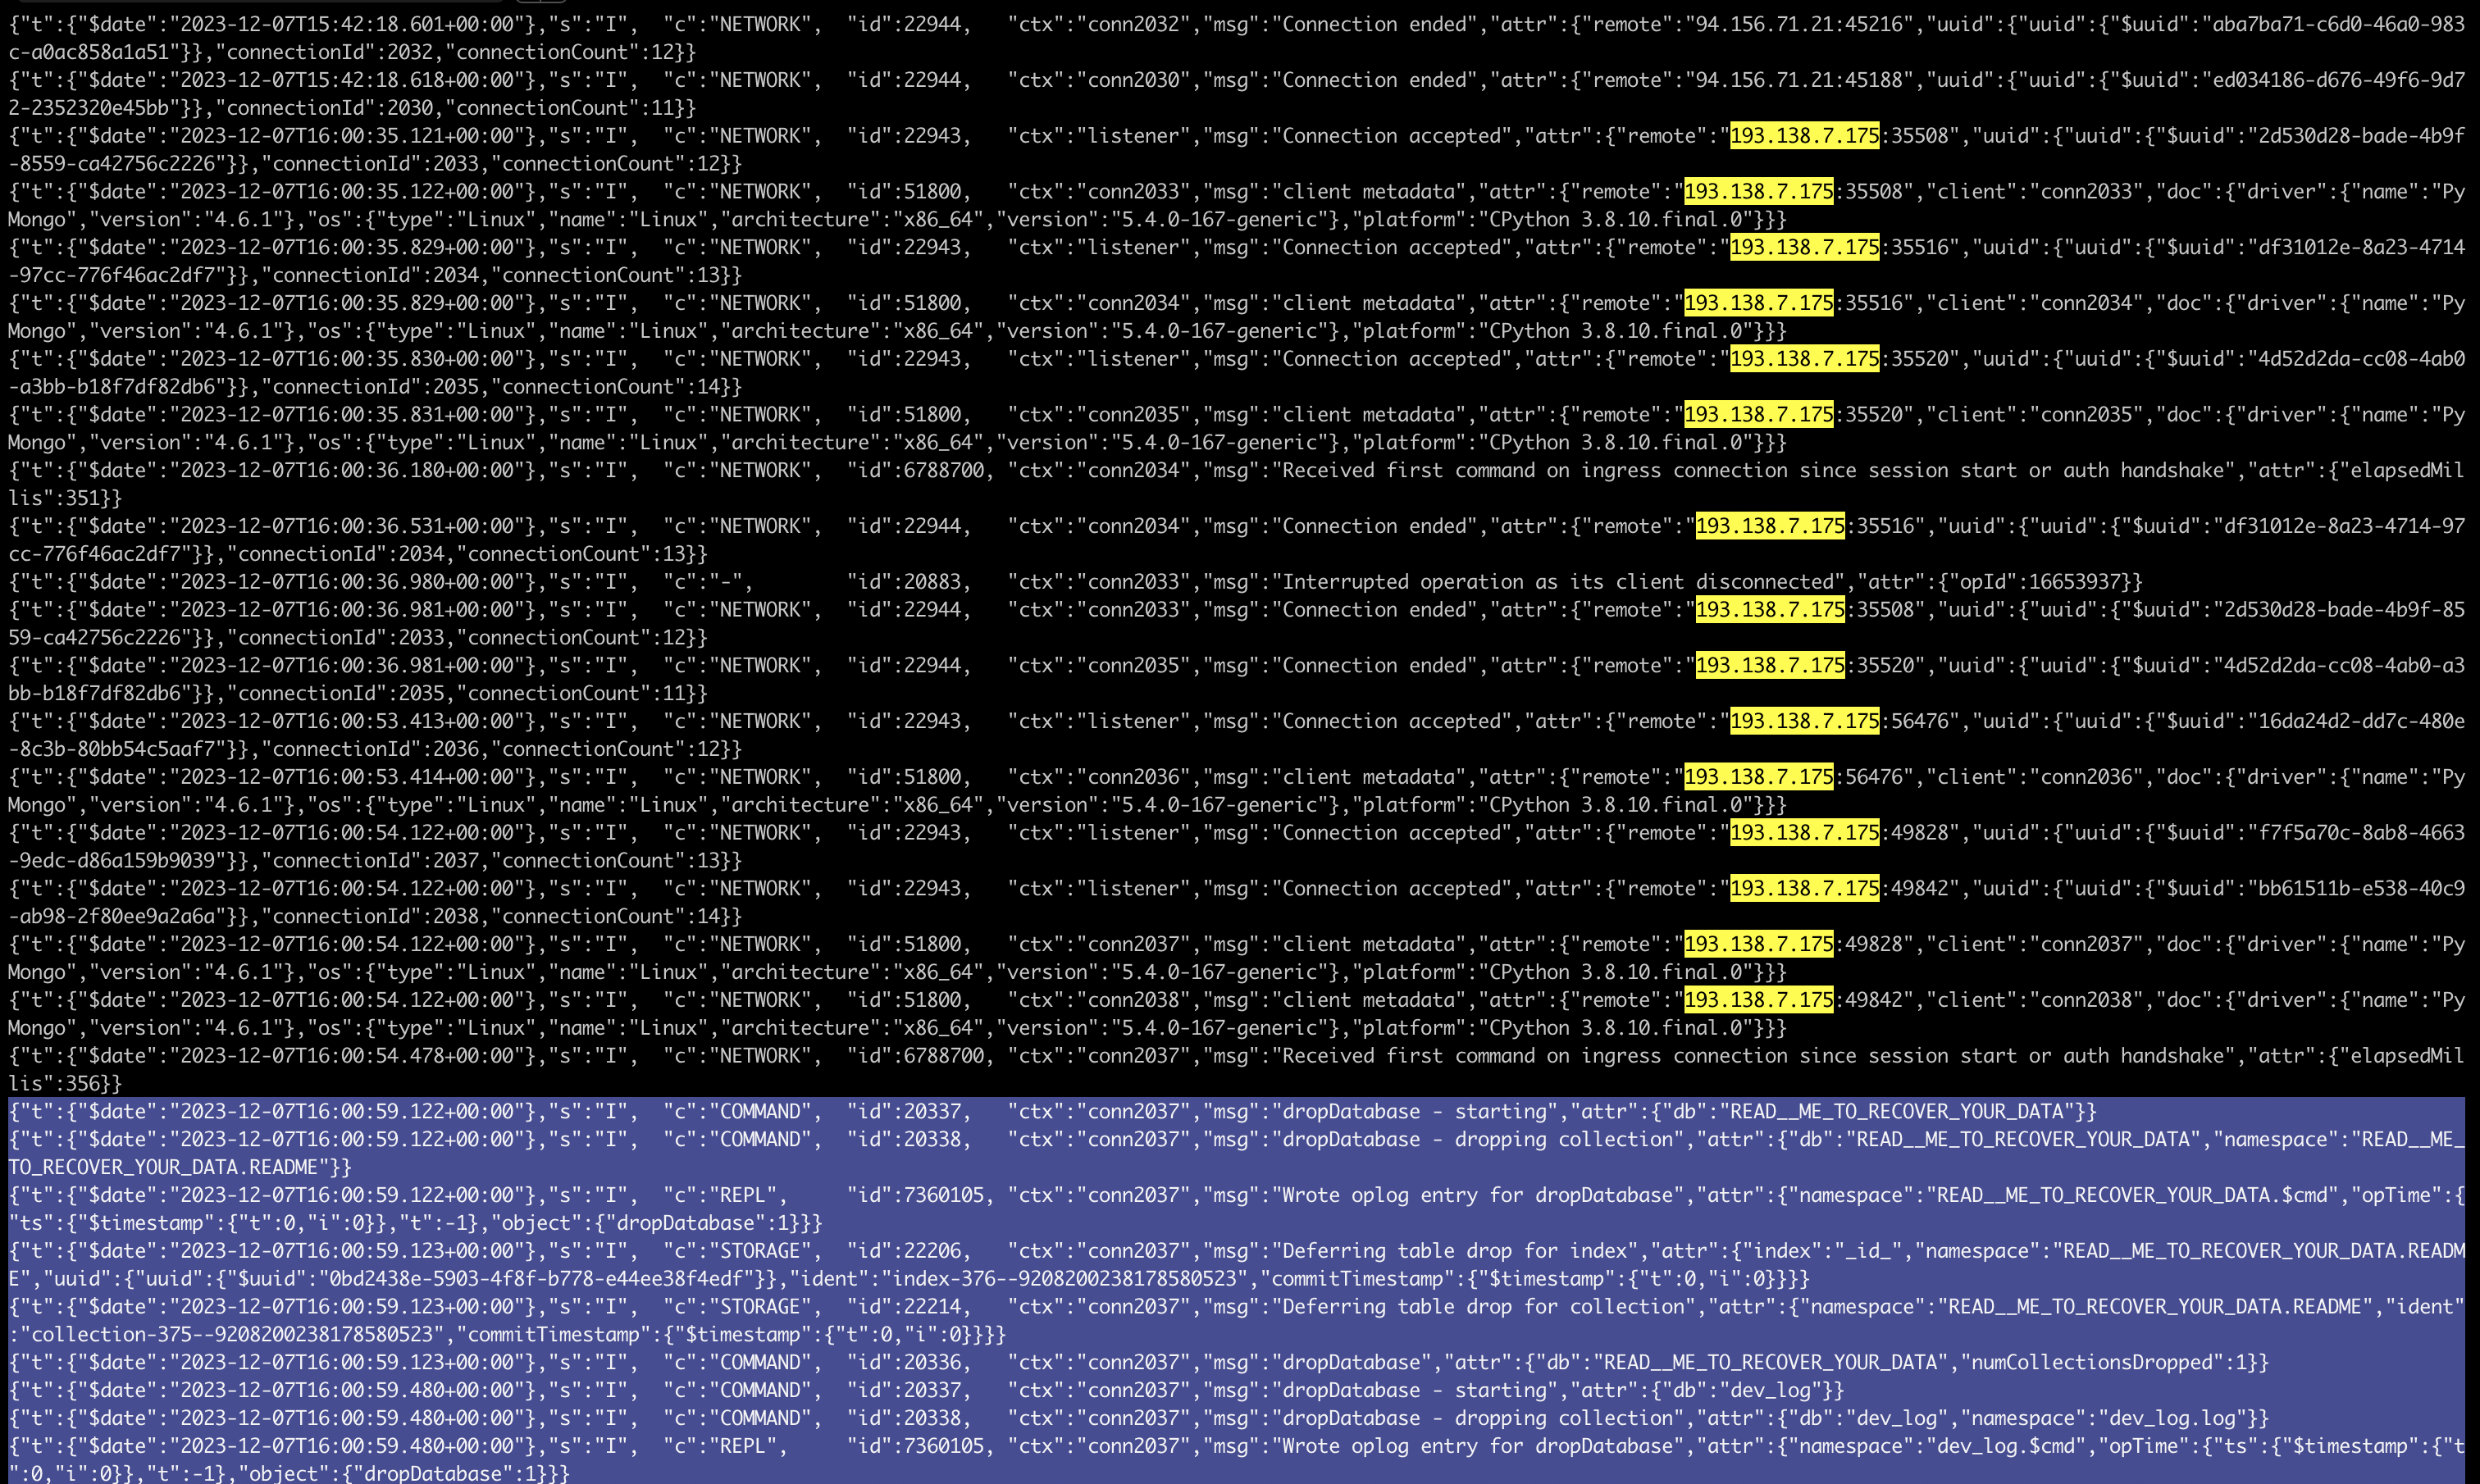 {"t":{"$date":"2023-12-07T15:42:18.601+00:00"},"s":"I",  "c":"NETWORK",  "id":22944,   "ctx":"conn2032","msg":"Connection ended","attr":{"remote":"94.156.71.21:45216","uuid":{"uuid":{"$uuid":"aba7ba71-c6d0-46a0-983
c-a0ac858a1a51"}},"connectionId":2032,"connectionCount":12}}
{"t":{"$date":"2023-12-07T15:42:18.618+00:00"},"s":"I",  "c":"NETWORK",  "id":22944,   "ctx":"conn2030","msg":"Connection ended","attr":{"remote":"94.156.71.21:45188","uuid":{"uuid":{"$uuid":"ed034186-d676-49f6-9d7
2-2352320e45bb"}},"connectionId":2030,"connectionCount":11}}
{"t":{"$date":"2023-12-07T16:00:35.121+00:00"},"s":"I",  "c":"NETWORK",  "id":22943,   "ctx":"listener","msg":"Connection accepted","attr":{"remote":"193.138.7.175:35508","uuid":{"uuid":{"$uuid":"2d530d28-bade-4b9f
-8559-ca42756c2226"}},"connectionId":2033,"connectionCount":12}}
{"t":{"$date":"2023-12-07T16:00:35.122+00:00"},"s":"I",  "c":"NETWORK",  "id":51800,   "ctx":"conn2033","msg":"client metadata","attr":{"remote":"193.138.7.175:35508","client":"conn2033","doc":{"driver":{"name":"Py
Mongo","version":"4.6.1"},"os":{"type":"Linux","name":"Linux","architecture":"x86_64","version":"5.4.0-167-generic"},"platform":"CPython 3.8.10.final.0"}}}
{"t":{"$date":"2023-12-07T16:00:35.829+00:00"},"s":"I",  "c":"NETWORK",  "id":22943,   "ctx":"listener","msg":"Connection accepted","attr":{"remote":"193.138.7.175:35516","uuid":{"uuid":{"$uuid":"df31012e-8a23-4714
-97cc-776f46ac2df7"}},"connectionId":2034,"connectionCount":13}}
{"t":{"$date":"2023-12-07T16:00:35.829+00:00"},"s":"I",  "c":"NETWORK",  "id":51800,   "ctx":"conn2034","msg":"client metadata","attr":{"remote":"193.138.7.175:35516","client":"conn2034","doc":{"driver":{"name":"Py
Mongo","version":"4.6.1"},"os":{"type":"Linux","name":"Linux","architecture":"x86_64","version":"5.4.0-167-generic"},"platform":"CPython 3.8.10.final.0"}}}
{"t":{"$date":"2023-12-07T16:00:35.830+00:00"},"s":"I",  "c":"NETWORK",  "id":22943,   "ctx":"listener","msg":"Connection accepted","attr":{"remote":"193.138.7.175:35520","uuid":{"uuid":{"$uuid":"4d52d2da-cc08-4ab0
-a3bb-b18f7df82db6"}},"connectionId":2035,"connectionCount":14}}
{"t":{"$date":"2023-12-07T16:00:35.831+00:00"},"s":"I",  "c":"NETWORK",  "id":51800,   "ctx":"conn2035","msg":"client metadata","attr":{"remote":"193.138.7.175:35520","client":"conn2035","doc":{"driver":{"name":"Py
Mongo","version":"4.6.1"},"os":{"type":"Linux","name":"Linux","architecture":"x86_64","version":"5.4.0-167-generic"},"platform":"CPython 3.8.10.final.0"}}}
{"t":{"$date":"2023-12-07T16:00:36.180+00:00"},"s":"I",  "c":"NETWORK",  "id":6788700, "ctx":"conn2034","msg":"Received first command on ingress connection since session start or auth handshake","attr":{"elapsedMil
lis":351}}
{"t":{"$date":"2023-12-07T16:00:36.531+00:00"},"s":"I",  "c":"NETWORK",  "id":22944,   "ctx":"conn2034","msg":"Connection ended","attr":{"remote":"193.138.7.175:35516","uuid":{"uuid":{"$uuid":"df31012e-8a23-4714-97
cc-776f46ac2df7"}},"connectionId":2034,"connectionCount":13}}
{"t":{"$date":"2023-12-07T16:00:36.980+00:00"},"s":"I",  "c":"-",        "id":20883,   "ctx":"conn2033","msg":"Interrupted operation as its client disconnected","attr":{"opId":16653937}}
{"t":{"$date":"2023-12-07T16:00:36.981+00:00"},"s":"I",  "c":"NETWORK",  "id":22944,   "ctx":"conn2033","msg":"Connection ended","attr":{"remote":"193.138.7.175:35508","uuid":{"uuid":{"$uuid":"2d530d28-bade-4b9f-85
59-ca42756c2226"}},"connectionId":2033,"connectionCount":12}}
{"t":{"$date":"2023-12-07T16:00:36.981+00:00"},"s":"I",  "c":"NETWORK",  "id":22944,   "ctx":"conn2035","msg":"Connection ended","attr":{"remote":"193.138.7.175:35520","uuid":{"uuid":{"$uuid":"4d52d2da-cc08-4ab0-a3
bb-b18f7df82db6"}},"connectionId":2035,"connectionCount":11}}
{"t":{"$date":"2023-12-07T16:00:53.413+00:00"},"s":"I",  "c":"NETWORK",  "id":22943,   "ctx":"listener","msg":"Connection accepted","attr":{"remote":"193.138.7.175:56476","uuid":{"uuid":{"$uuid":"16da24d2-dd7c-480e
-8c3b-80bb54c5aaf7"}},"connectionId":2036,"connectionCount":12}}
{"t":{"$date":"2023-12-07T16:00:53.414+00:00"},"s":"I",  "c":"NETWORK",  "id":51800,   "ctx":"conn2036","msg":"client metadata","attr":{"remote":"193.138.7.175:56476","client":"conn2036","doc":{"driver":{"name":"Py
Mongo","version":"4.6.1"},"os":{"type":"Linux","name":"Linux","architecture":"x86_64","version":"5.4.0-167-generic"},"platform":"CPython 3.8.10.final.0"}}}
{"t":{"$date":"2023-12-07T16:00:54.122+00:00"},"s":"I",  "c":"NETWORK",  "id":22943,   "ctx":"listener","msg":"Connection accepted","attr":{"remote":"193.138.7.175:49828","uuid":{"uuid":{"$uuid":"f7f5a70c-8ab8-4663
-9edc-d86a159b9039"}},"connectionId":2037,"connectionCount":13}}
{"t":{"$date":"2023-12-07T16:00:54.122+00:00"},"s":"I",  "c":"NETWORK",  "id":22943,   "ctx":"listener","msg":"Connection accepted","attr":{"remote":"193.138.7.175:49842","uuid":{"uuid":{"$uuid":"bb61511b-e538-40c9
-ab98-2f80ee9a2a6a"}},"connectionId":2038,"connectionCount":14}}
{"t":{"$date":"2023-12-07T16:00:54.122+00:00"},"s":"I",  "c":"NETWORK",  "id":51800,   "ctx":"conn2037","msg":"client metadata","attr":{"remote":"193.138.7.175:49828","client":"conn2037","doc":{"driver":{"name":"Py
Mongo","version":"4.6.1"},"os":{"type":"Linux","name":"Linux","architecture":"x86_64","version":"5.4.0-167-generic"},"platform":"CPython 3.8.10.final.0"}}}
{"t":{"$date":"2023-12-07T16:00:54.122+00:00"},"s":"I",  "c":"NETWORK",  "id":51800,   "ctx":"conn2038","msg":"client metadata","attr":{"remote":"193.138.7.175:49842","client":"conn2038","doc":{"driver":{"name":"Py
Mongo","version":"4.6.1"},"os":{"type":"Linux","name":"Linux","architecture":"x86_64","version":"5.4.0-167-generic"},"platform":"CPython 3.8.10.final.0"}}}
{"t":{"$date":"2023-12-07T16:00:54.478+00:00"},"s":"I",  "c":"NETWORK",  "id":6788700, "ctx":"conn2037","msg":"Received first command on ingress connection since session start or auth handshake","attr":{"elapsedMil
lis":356}}
{"t":{"$date":"2023-12-07T16:00:59.122+00:00"},"s":"I",  "c":"COMMAND",  "id":20337,   "ctx":"conn2037","msg":"dropDatabase - starting","attr":{"db":"READ__ME_TO_RECOVER_YOUR_DATA"}}
{"t":{"$date":"2023-12-07T16:00:59.122+00:00"},"s":"I",  "c":"COMMAND",  "id":20338,   "ctx":"conn2037","msg":"dropDatabase - dropping collection","attr":{"db":"READ__ME_TO_RECOVER_YOUR_DATA","namespace":"READ__ME_
TO_RECOVER_YOUR_DATA.README"}}
{"t":{"$date":"2023-12-07T16:00:59.122+00:00"},"s":"I",  "c":"REPL",     "id":7360105, "ctx":"conn2037","msg":"Wrote oplog entry for dropDatabase","attr":{"namespace":"READ__ME_TO_RECOVER_YOUR_DATA.$cmd","opTime":{
"ts":{"$timestamp":{"t":0,"i":0}},"t":-1},"object":{"dropDatabase":1}}}
{"t":{"$date":"2023-12-07T16:00:59.123+00:00"},"s":"I",  "c":"STORAGE",  "id":22206,   "ctx":"conn2037","msg":"Deferring table drop for index","attr":{"index":"_id_","namespace":"READ__ME_TO_RECOVER_YOUR_DATA.READM
E","uuid":{"uuid":{"$uuid":"0bd2438e-5903-4f8f-b778-e44ee38f4edf"}},"ident":"index-376--9208200238178580523","commitTimestamp":{"$timestamp":{"t":0,"i":0}}}}
{"t":{"$date":"2023-12-07T16:00:59.123+00:00"},"s":"I",  "c":"STORAGE",  "id":22214,   "ctx":"conn2037","msg":"Deferring table drop for collection","attr":{"namespace":"READ__ME_TO_RECOVER_YOUR_DATA.README","ident"
:"collection-375--9208200238178580523","commitTimestamp":{"$timestamp":{"t":0,"i":0}}}}
{"t":{"$date":"2023-12-07T16:00:59.123+00:00"},"s":"I",  "c":"COMMAND",  "id":20336,   "ctx":"conn2037","msg":"dropDatabase","attr":{"db":"READ__ME_TO_RECOVER_YOUR_DATA","numCollectionsDropped":1}}
{"t":{"$date":"2023-12-07T16:00:59.480+00:00"},"s":"I",  "c":"COMMAND",  "id":20337,   "ctx":"conn2037","msg":"dropDatabase - starting","attr":{"db":"dev_log"}}
{"t":{"$date":"2023-12-07T16:00:59.480+00:00"},"s":"I",  "c":"COMMAND",  "id":20338,   "ctx":"conn2037","msg":"dropDatabase - dropping collection","attr":{"db":"dev_log","namespace":"dev_log.log"}}
{"t":{"$date":"2023-12-07T16:00:59.480+00:00"},"s":"I",  "c":"REPL",     "id":7360105, "ctx":"conn2037","msg":"Wrote oplog entry for dropDatabase","attr":{"namespace":"dev_log.$cmd","opTime":{"ts":{"$timestamp":{"t
":0,"i":0}},"t":-1},"object":{"dropDatabase":1}}}